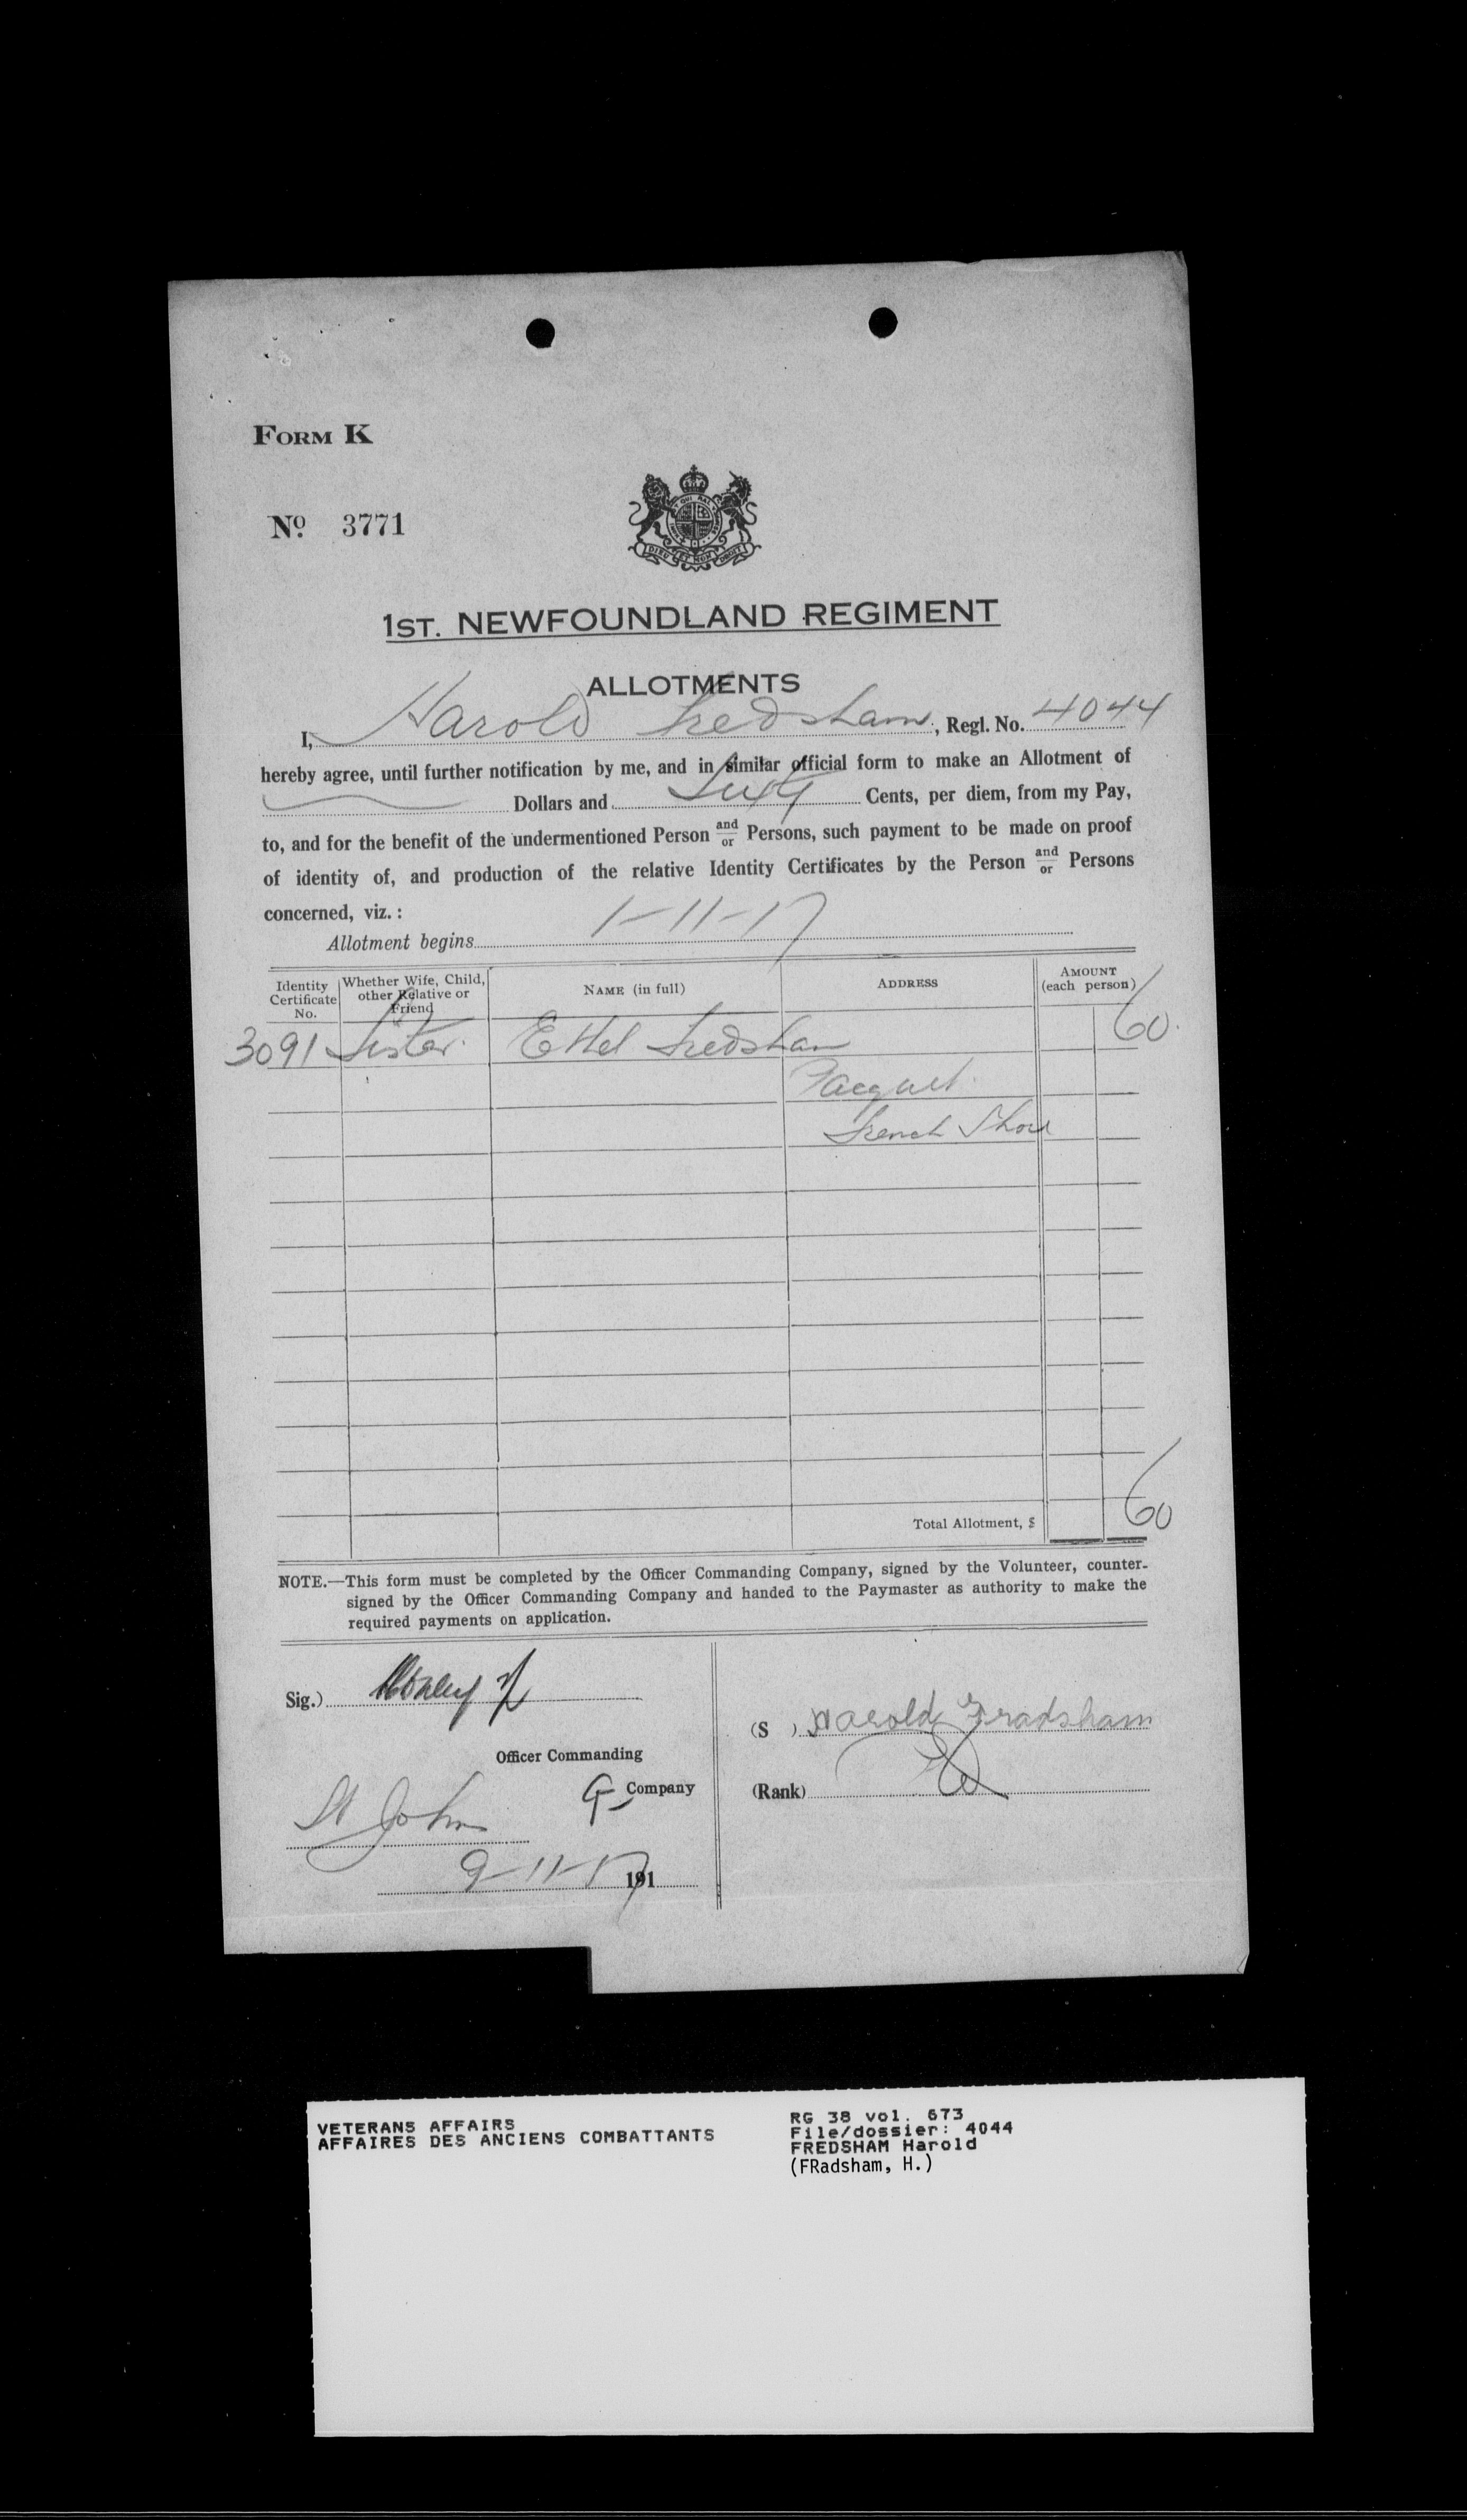 FORM K
No. 3771
DIEU ET MON DROIT
1ST. NEWFOUNDLAND REGIMENT
ALLOTMENTS
I, Harold Fredsham, Regl. No. 4044
hereby agree, until further notification by me, and in similar official form to make an Allotment of
Dollars and Sixty Cents, per diem, from my Pay,
to, and for the benefit of the undermentioned Person and/or Persons, such payment to be made on proof
of identity of, and production of the relative Identity Certificates by the Person and/or Persons
concerned, viz.:
Allotment begins 1-11-17
Identity Certificate No. Whether Wife, Child, other Relative or Friend NAME (in full) ADDRESS AMOUNT (each person)
3091 Sister Ethel Fredsham 60.
Pacquet
French Shore
Total Allotment, $ 60
NOTE.—This form must be completed by the Officer Commanding Company, signed by the Volunteer, counter-
signed by the Officer Commanding Company and handed to the Paymaster as authority to make the
required payments on application.
Sig.)
(S ) Harold Fradsham
Officer Commanding
G Company
(Rank)
St Johns
9-11-17 191
VETERANS AFFAIRS
AFFAIRES DES ANCIENS COMBATTANTS
RG 38 vol. 673
File/dossier: 4044
FREDSHAM Harold
(FRadsham, H.)